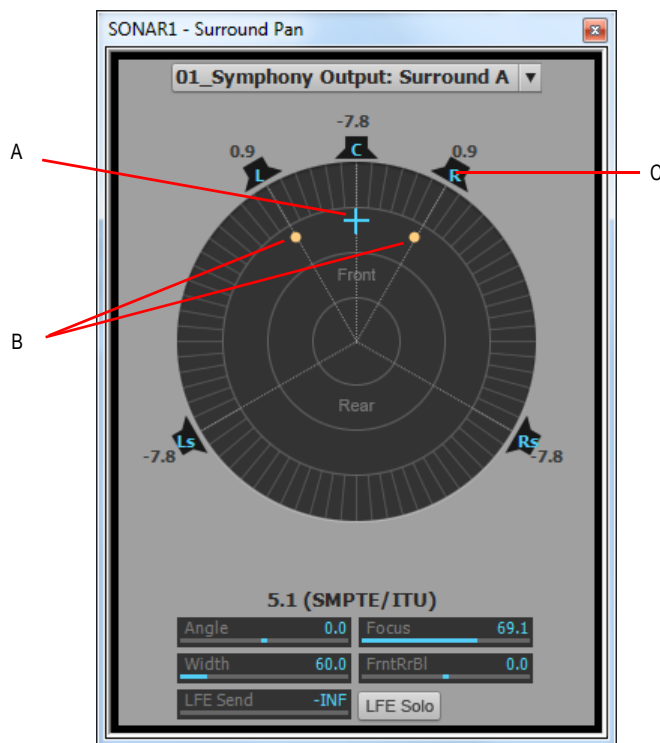 SONAR1 - Surround Pan
01_Symphony Output: Surround A
-7.8
A
0.9
C
0.9
L
R
C
Front
B
Rear
Ls
Rs
-7.8
-7.8
5.1 (SMPTE/ITU)
Angle 0.0 Focus 69.1
Width 60.0 FrntRrBl 0.0
LFE Send -INF LFE Solo